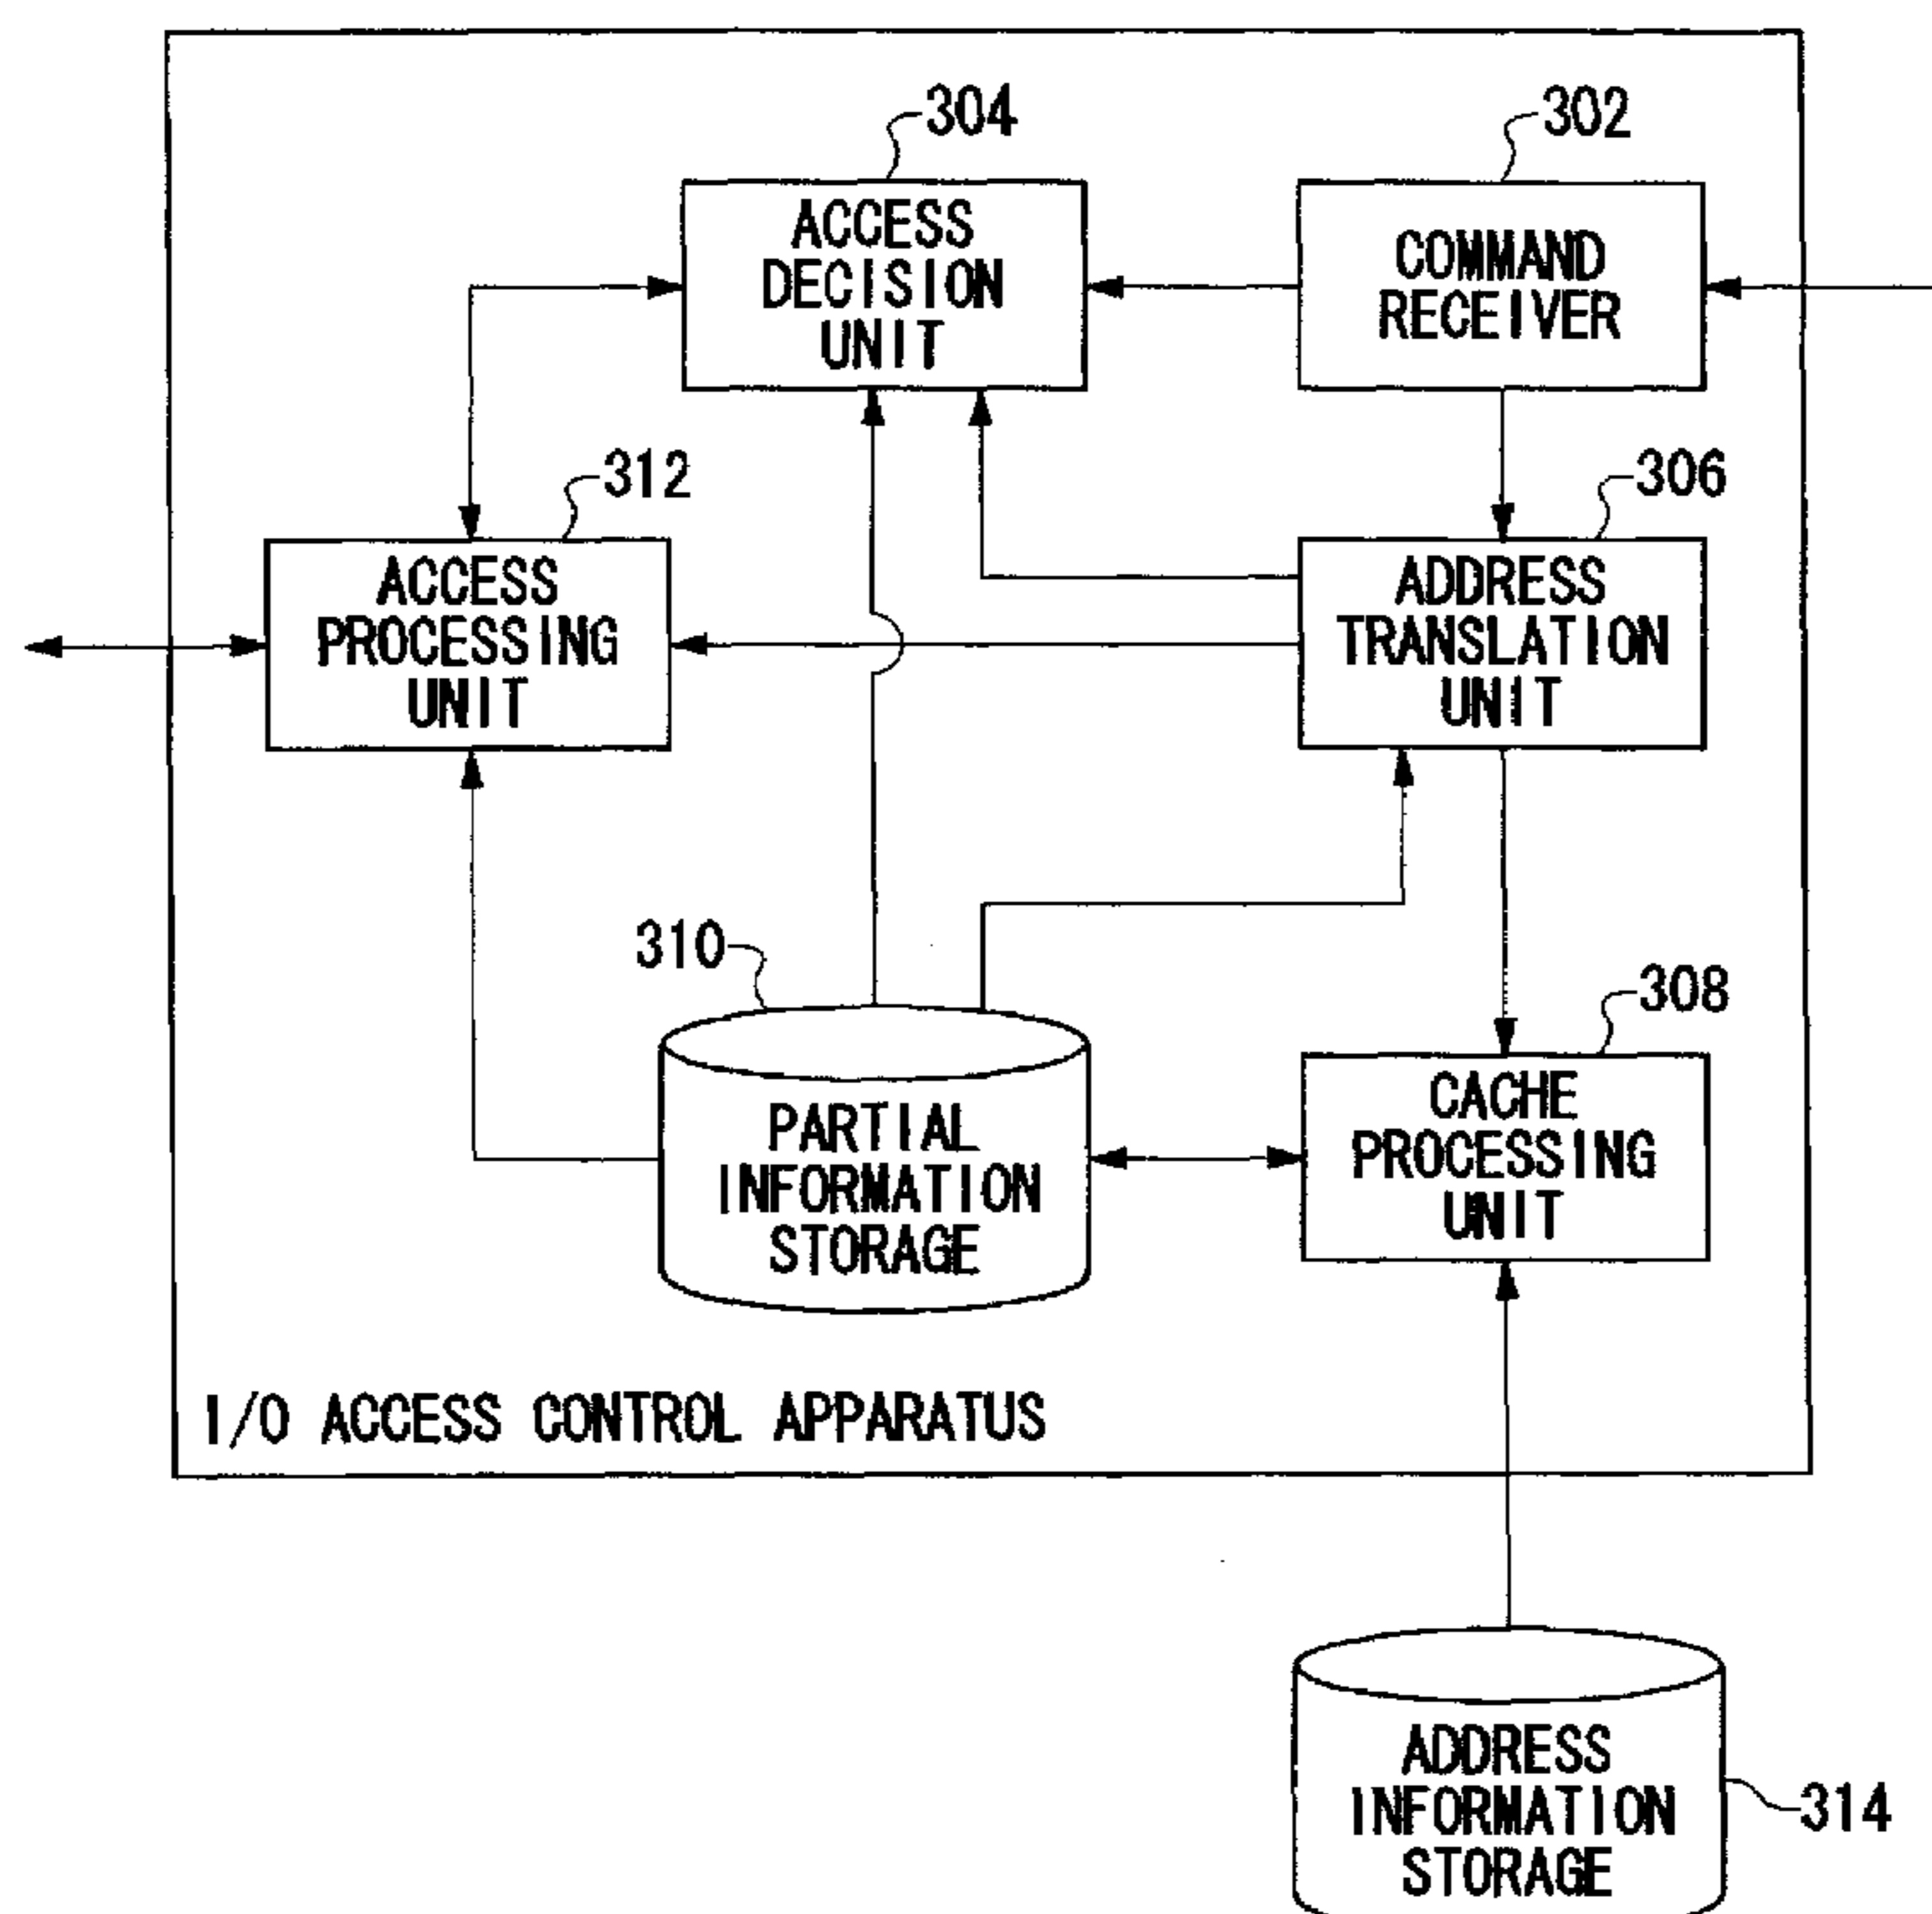 304
302
ACCESS
DECISION
UNIT
COMMAND
RECEIVER
312
306
ACCESS
PROCESSING
UNIT
ADDRESS
TRANSLATION
UNIT
310
308
PARTIAL
INFORMATION
STORAGE
CACHE
PROCESSING
UNIT
I/O ACCESS CONTROL APPARATUS
ADDRESS
INFORMATION
STORAGE
314